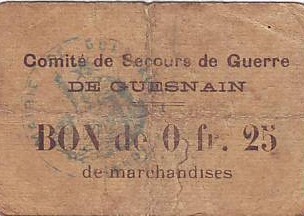 Comité de Secours de Guerre
DE GUESNAIN
BON de 0 fr. 25
de marchandises